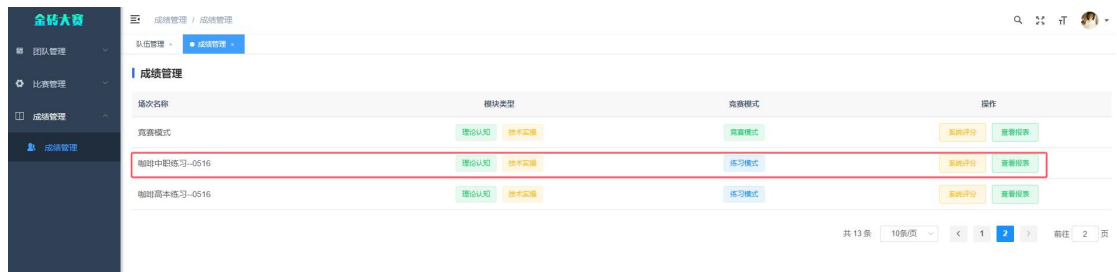 金砖大赛
成绩管理 / 成绩管理
队伍管理 ×
成绩管理 ×
团队管理
比赛管理
成绩管理
成绩管理
成绩管理
场次名称 模块类型 竞赛模式 操作
竞赛模式 理论认知 技术实操 竞赛模式 系统评分 查看报表
咖啡中职练习--0516 理论认知 技术实操 练习模式 系统评分 查看报表
咖啡高本练习--0516 理论认知 技术实操 练习模式 系统评分 查看报表
共 13 条 10条/页 < 1 2 > 前往 2 页